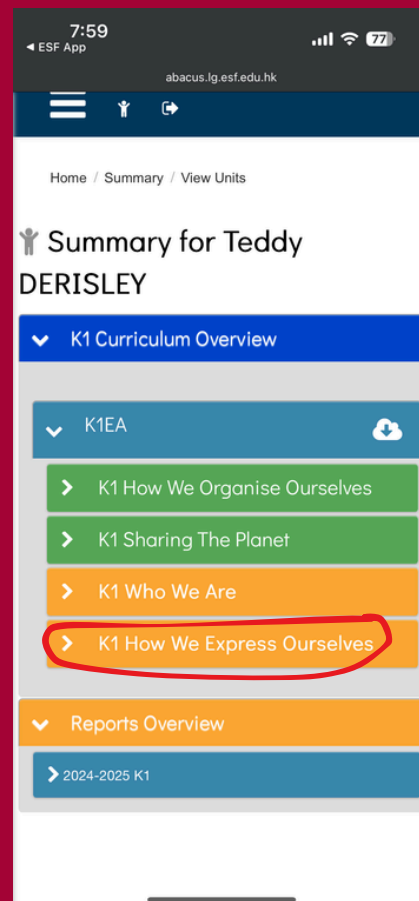 7:59
◀ ESF App
77
abacus.lg.esf.edu.hk
Home / Summary / View Units
Summary for Teddy
DERISLEY
K1 Curriculum Overview
K1EA
K1 How We Organise Ourselves
K1 Sharing The Planet
K1 Who We Are
K1 How We Express Ourselves
Reports Overview
2024-2025 K1